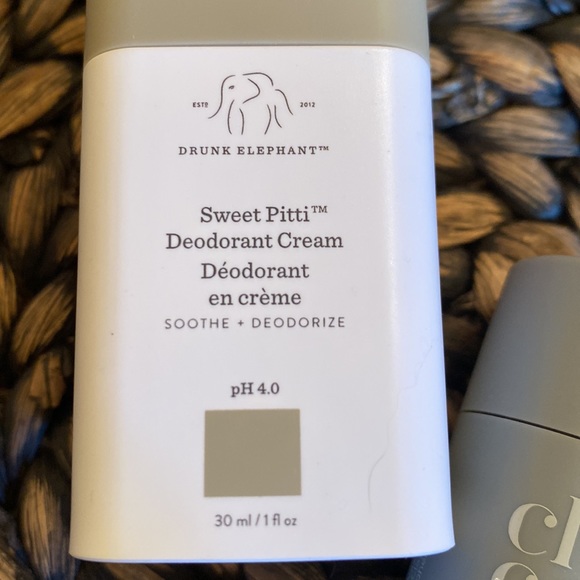 ESTD 2012
DRUNK ELEPHANT™
Sweet Pitti™
Deodorant Cream
Déodorant
en crème
SOOTHE + DEODORIZE
pH 4.0
30 ml / 1 fl oz